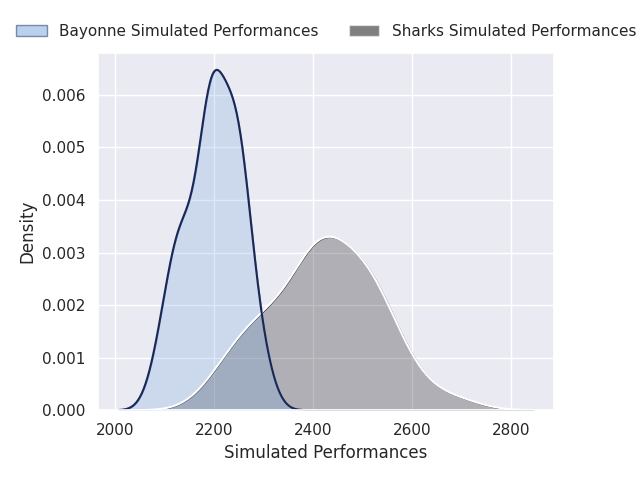 Bayonne Simulated Performances Sharks Simulated Performances
0.006
0.005
0.004
0.003
0.002
0.001
0.000
Density
2000 2200 2400 2600 2800
Simulated Performances